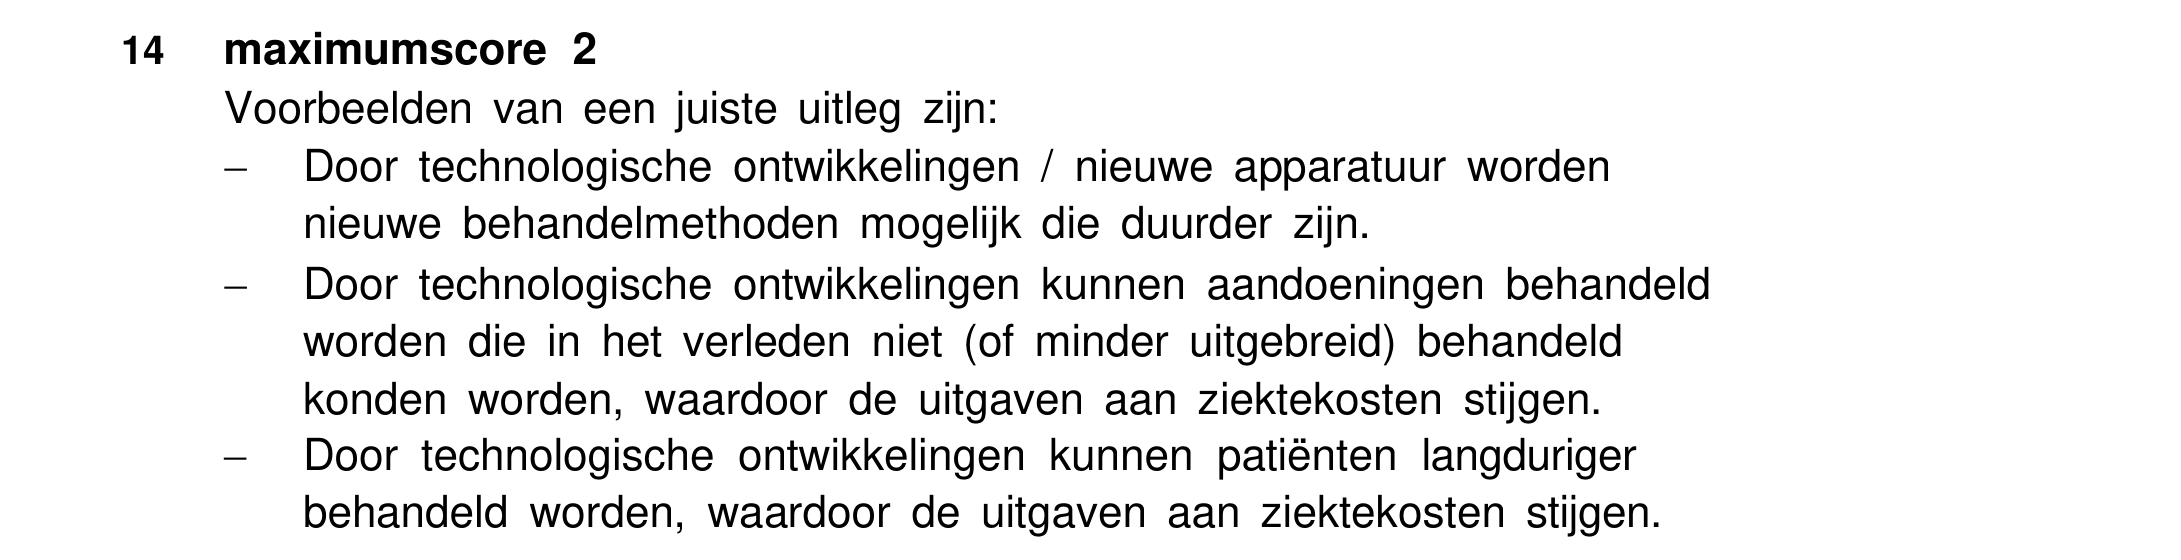 14 maximumscore 2
Voorbeelden van een juiste uitleg zijn:
– Door technologische ontwikkelingen / nieuwe apparatuur worden
nieuwe behandelmethoden mogelijk die duurder zijn.
– Door technologische ontwikkelingen kunnen aandoeningen behandeld
worden die in het verleden niet (of minder uitgebreid) behandeld
konden worden, waardoor de uitgaven aan ziektekosten stijgen.
– Door technologische ontwikkelingen kunnen patiënten langduriger
behandeld worden, waardoor de uitgaven aan ziektekosten stijgen.